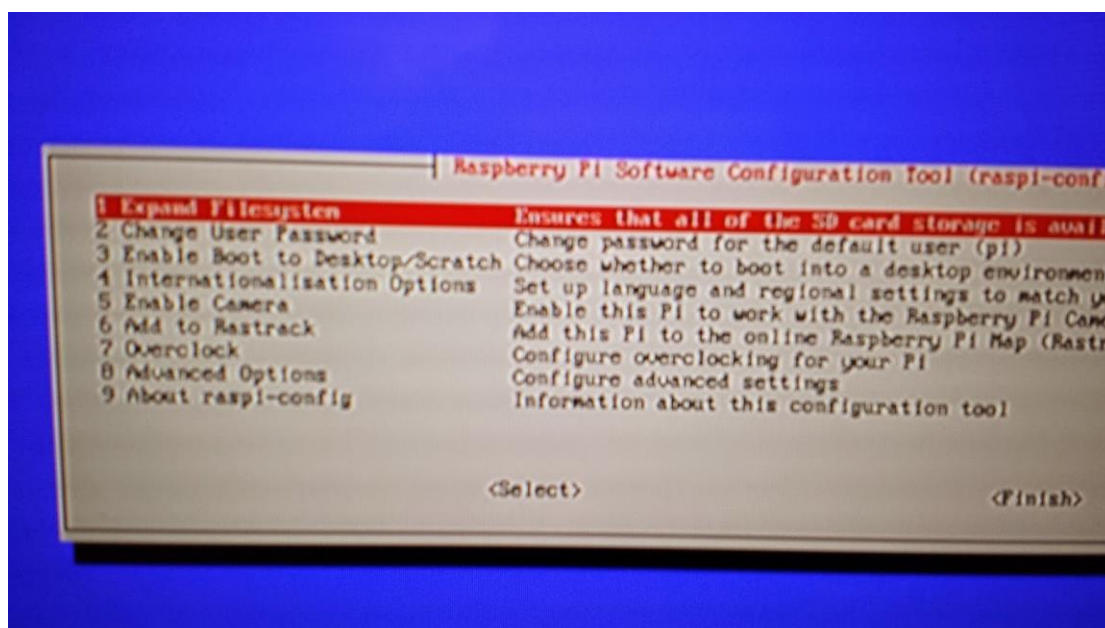 Raspberry Pi Software Configuration Tool (raspi-conf
1 Expand Filesystem Ensures that all of the SD card storage is avail
2 Change User Password Change password for the default user (pi)
3 Enable Boot to Desktop/Scratch Choose whether to boot into a desktop environmen
4 Internationalisation Options Set up language and regional settings to match y
5 Enable Camera Enable this Pi to work with the Raspberry Pi Came
6 Add to Rastrack Add this Pi to the online Raspberry Pi Map (Rastr
7 Overclock Configure overclocking for your Pi
8 Advanced Options Configure advanced settings
9 About raspi-config Information about this configuration tool
<Select> <Finish>